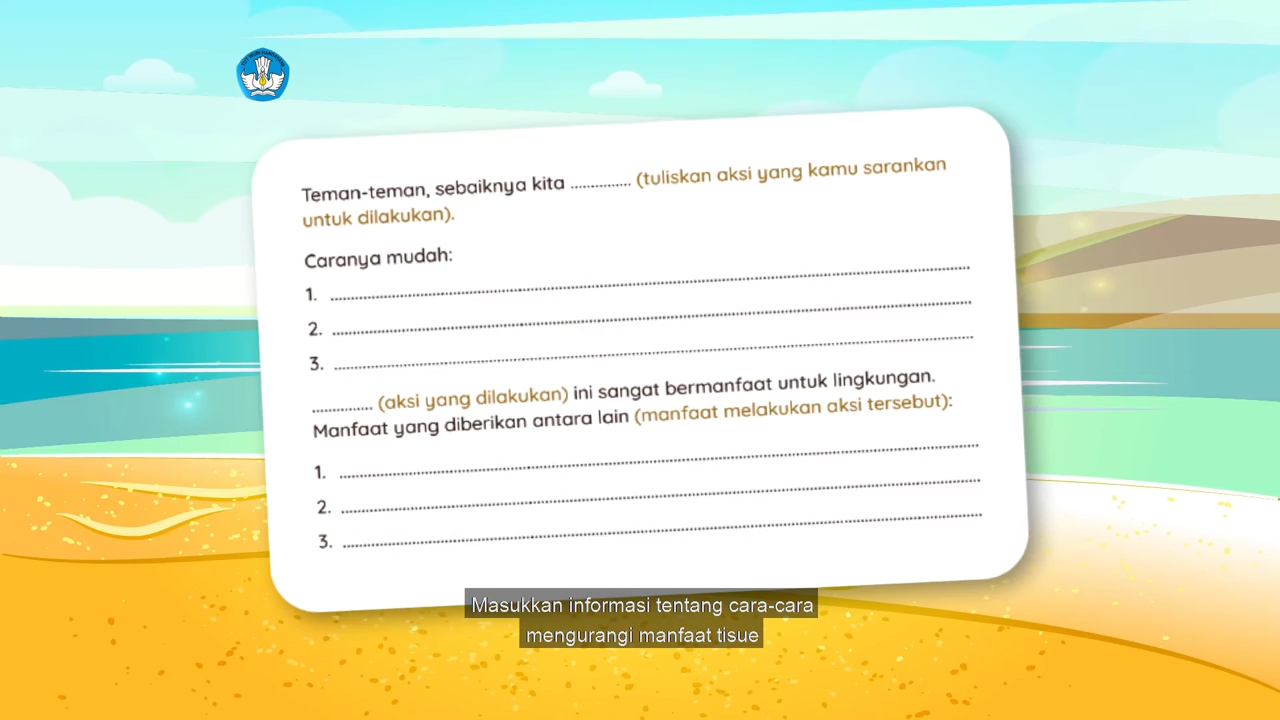 Teman-teman, sebaiknya kita ............... (tuliskan aksi yang kamu sarankan
untuk dilakukan).
Caranya mudah:
1. ................................................................
2. ................................................................
3. ................................................................
............... (aksi yang dilakukan) ini sangat bermanfaat untuk lingkungan.
Manfaat yang diberikan antara lain (manfaat melakukan aksi tersebut):
1. ................................................................
2. ................................................................
3. ................................................................
Masukkan informasi tentang cara-cara
mengurangi manfaat tisue